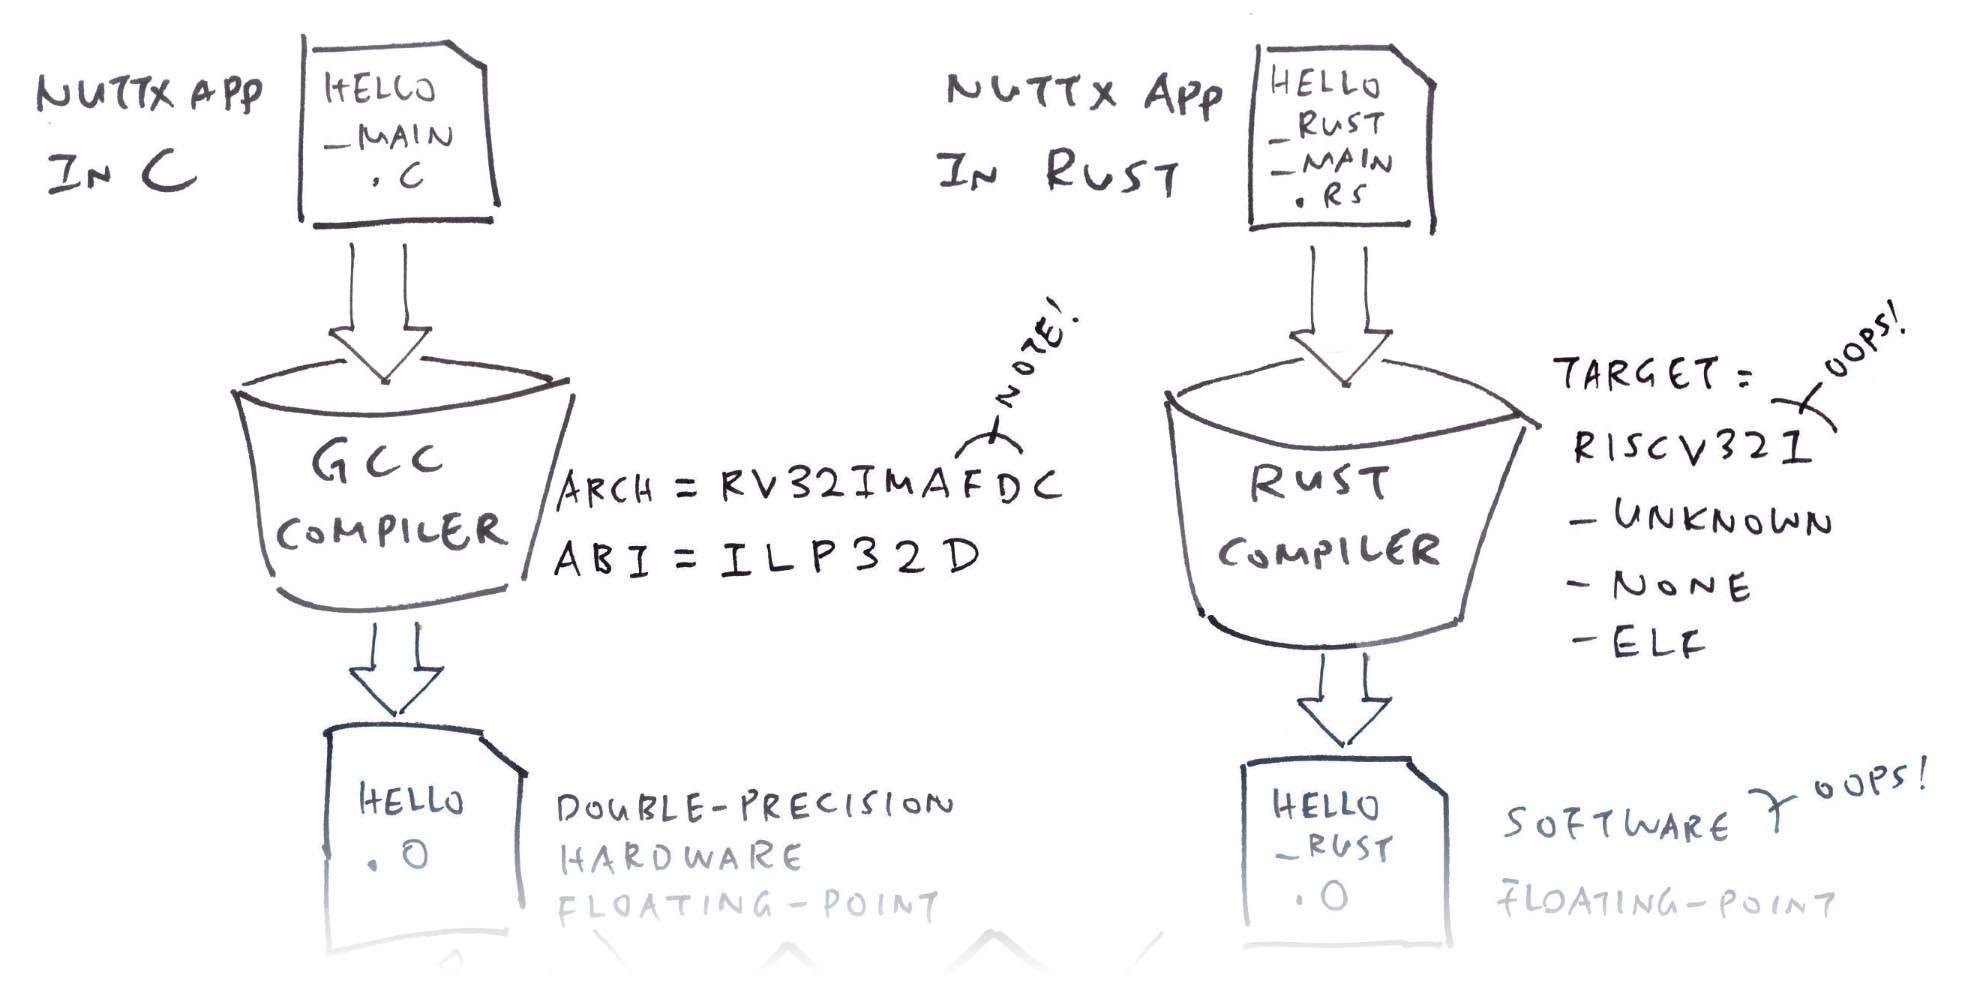 NUTTX APP
IN C
HELLO
_MAIN
.C
NOTE!
GCC
COMPILER
ARCH = RV32IMAFDC
ABI = ILP32D
HELLO
.O
DOUBLE-PRECISION
HARDWARE
FLOATING-POINT
NUTTX APP
IN RUST
HELLO
_RUST
_MAIN
.RS
RUST
COMPILER
OOPS!
TARGET =
RISCV32I
- UNKNOWN
- NONE
- ELF
HELLO
_RUST
.O
SOFTWARE
OOPS!
FLOATING-POINT